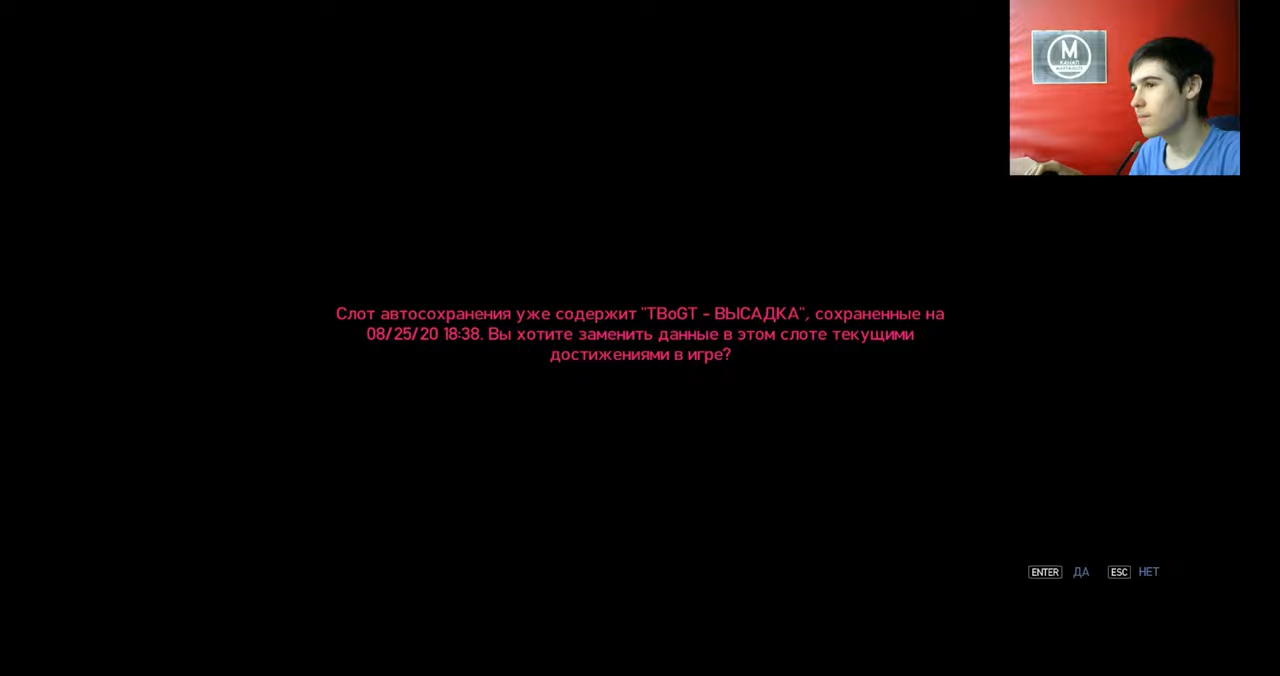 М
КАНАЛ
Слот автосохранения уже содержит "TBoGT - ВЫСАДКА", сохраненные на
08/25/20 18:38. Вы хотите заменить данные в этом слоте текущими
достижениями в игре?
ENTER ДА ESC НЕТ